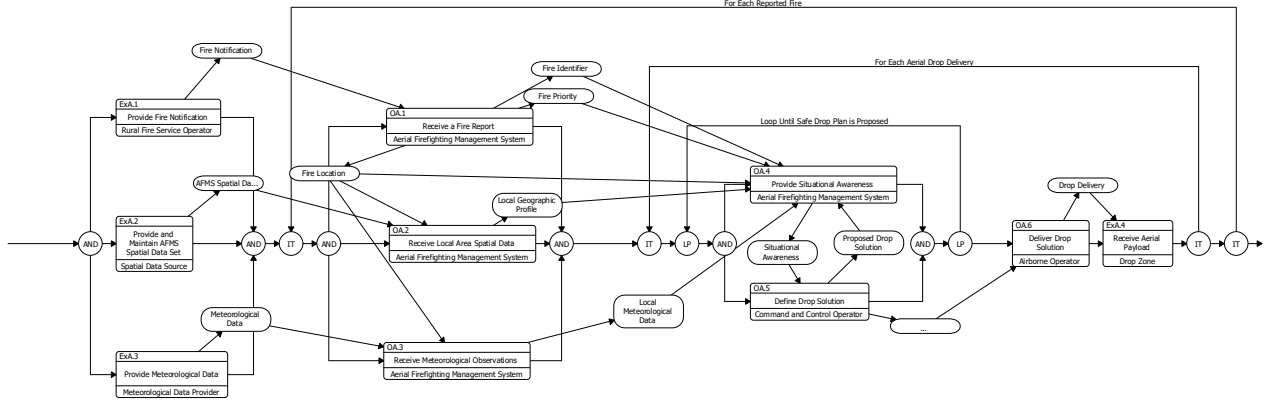 For Each Reported Fire
Fire Notification
Fire Identifier
For Each Aerial Drop Delivery
Fire Priority
ExA.1
Provide Fire Notification
Rural Fire Service Operator
OA.1
Receive a Fire Report
Aerial Firefighting Management System
Loop Until Safe Drop Plan is Proposed
Fire Location
AFMS Spatial Da...
Local Geographic
Profile
OA.4
Provide Situational Awareness
Aerial Firefighting Management System
Drop Delivery
ExA.2
Provide and
Maintain AFMS
Spatial Data Set
Spatial Data Source
OA.2
Receive Local Area Spatial Data
Aerial Firefighting Management System
Situational
Awareness
Proposed Drop
Solution
OA.6
Deliver Drop
Solution
Airborne Operator
ExA.4
Receive Aerial
Payload
Drop Zone
AND
AND
IT
AND
AND
IT
LP
AND
AND
LP
IT
IT
OA.5
Define Drop Solution
Command and Control Operator
...
Meteorological
Data
Local
Meteorological
Data
ExA.3
Provide Meteorological Data
Meteorological Data Provider
OA.3
Receive Meteorological Observations
Aerial Firefighting Management System